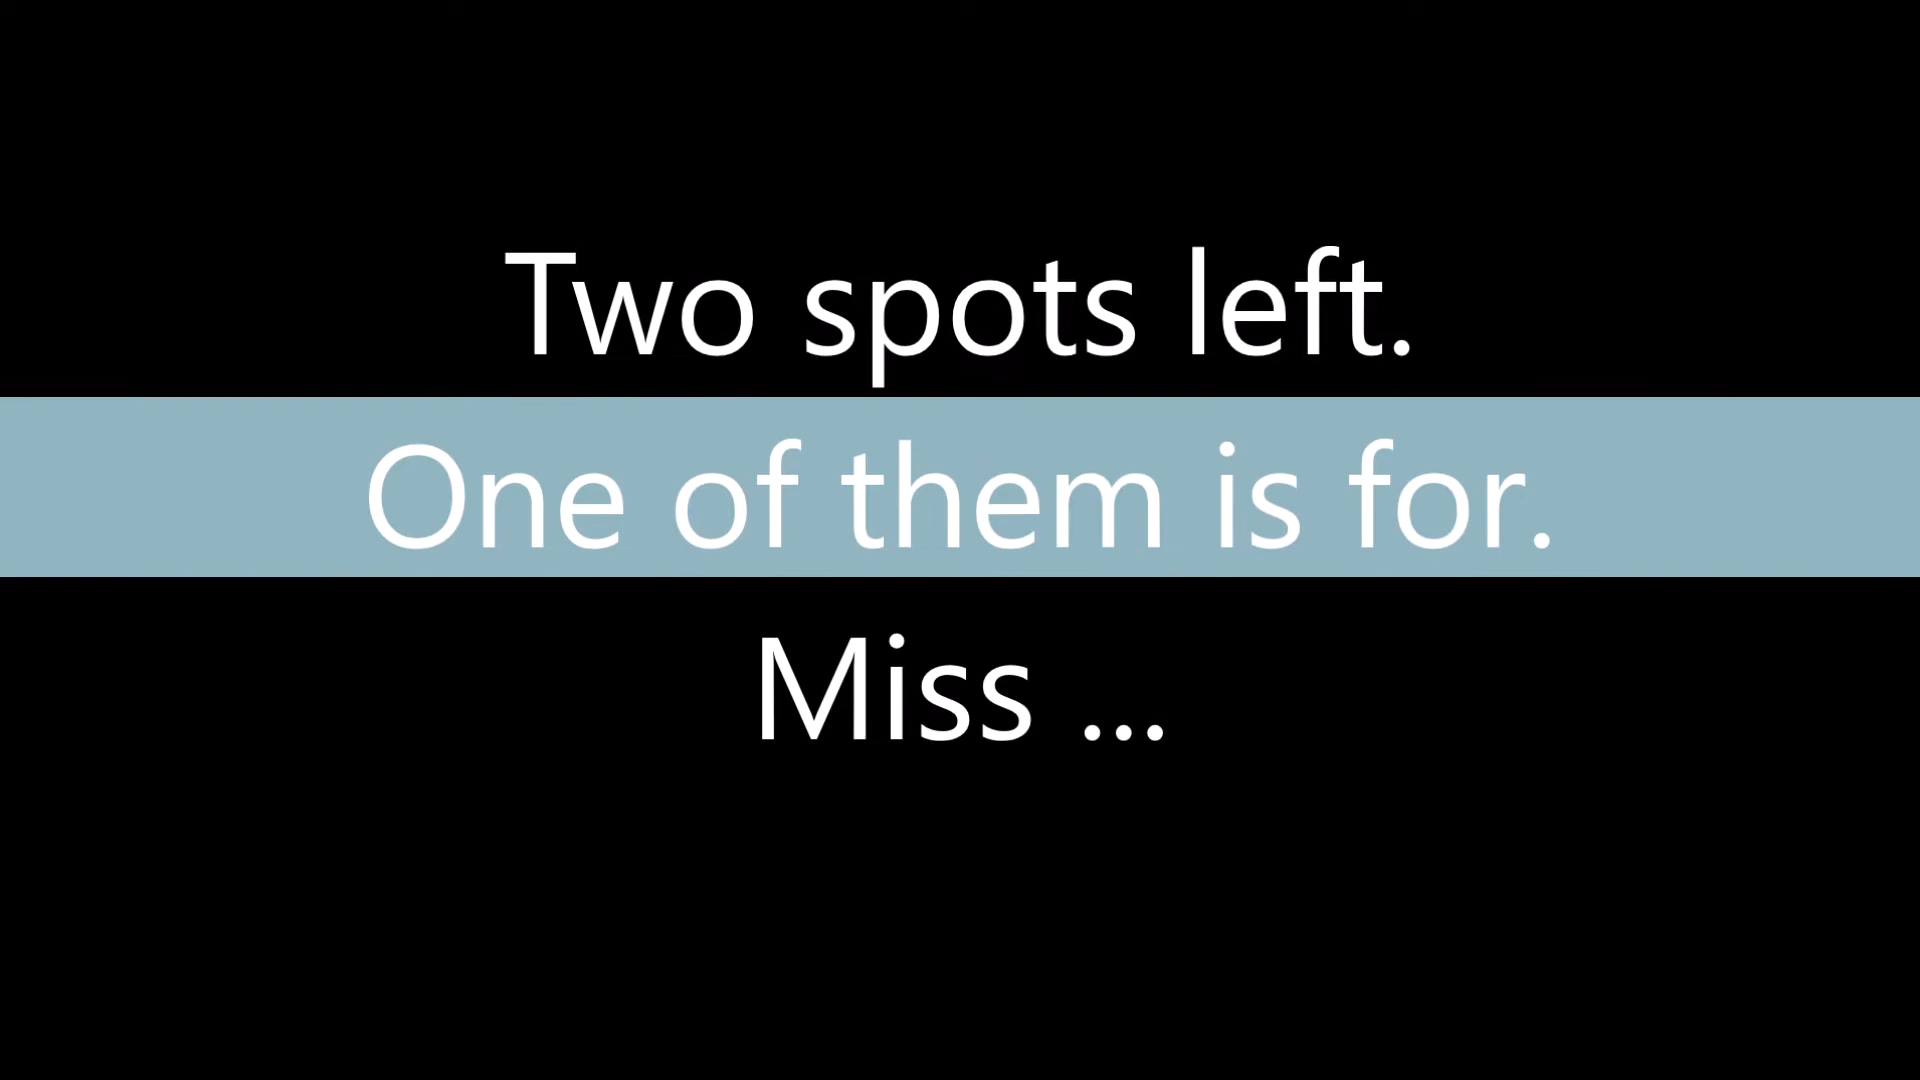 Two spots left.
One of them is for.
Miss ...